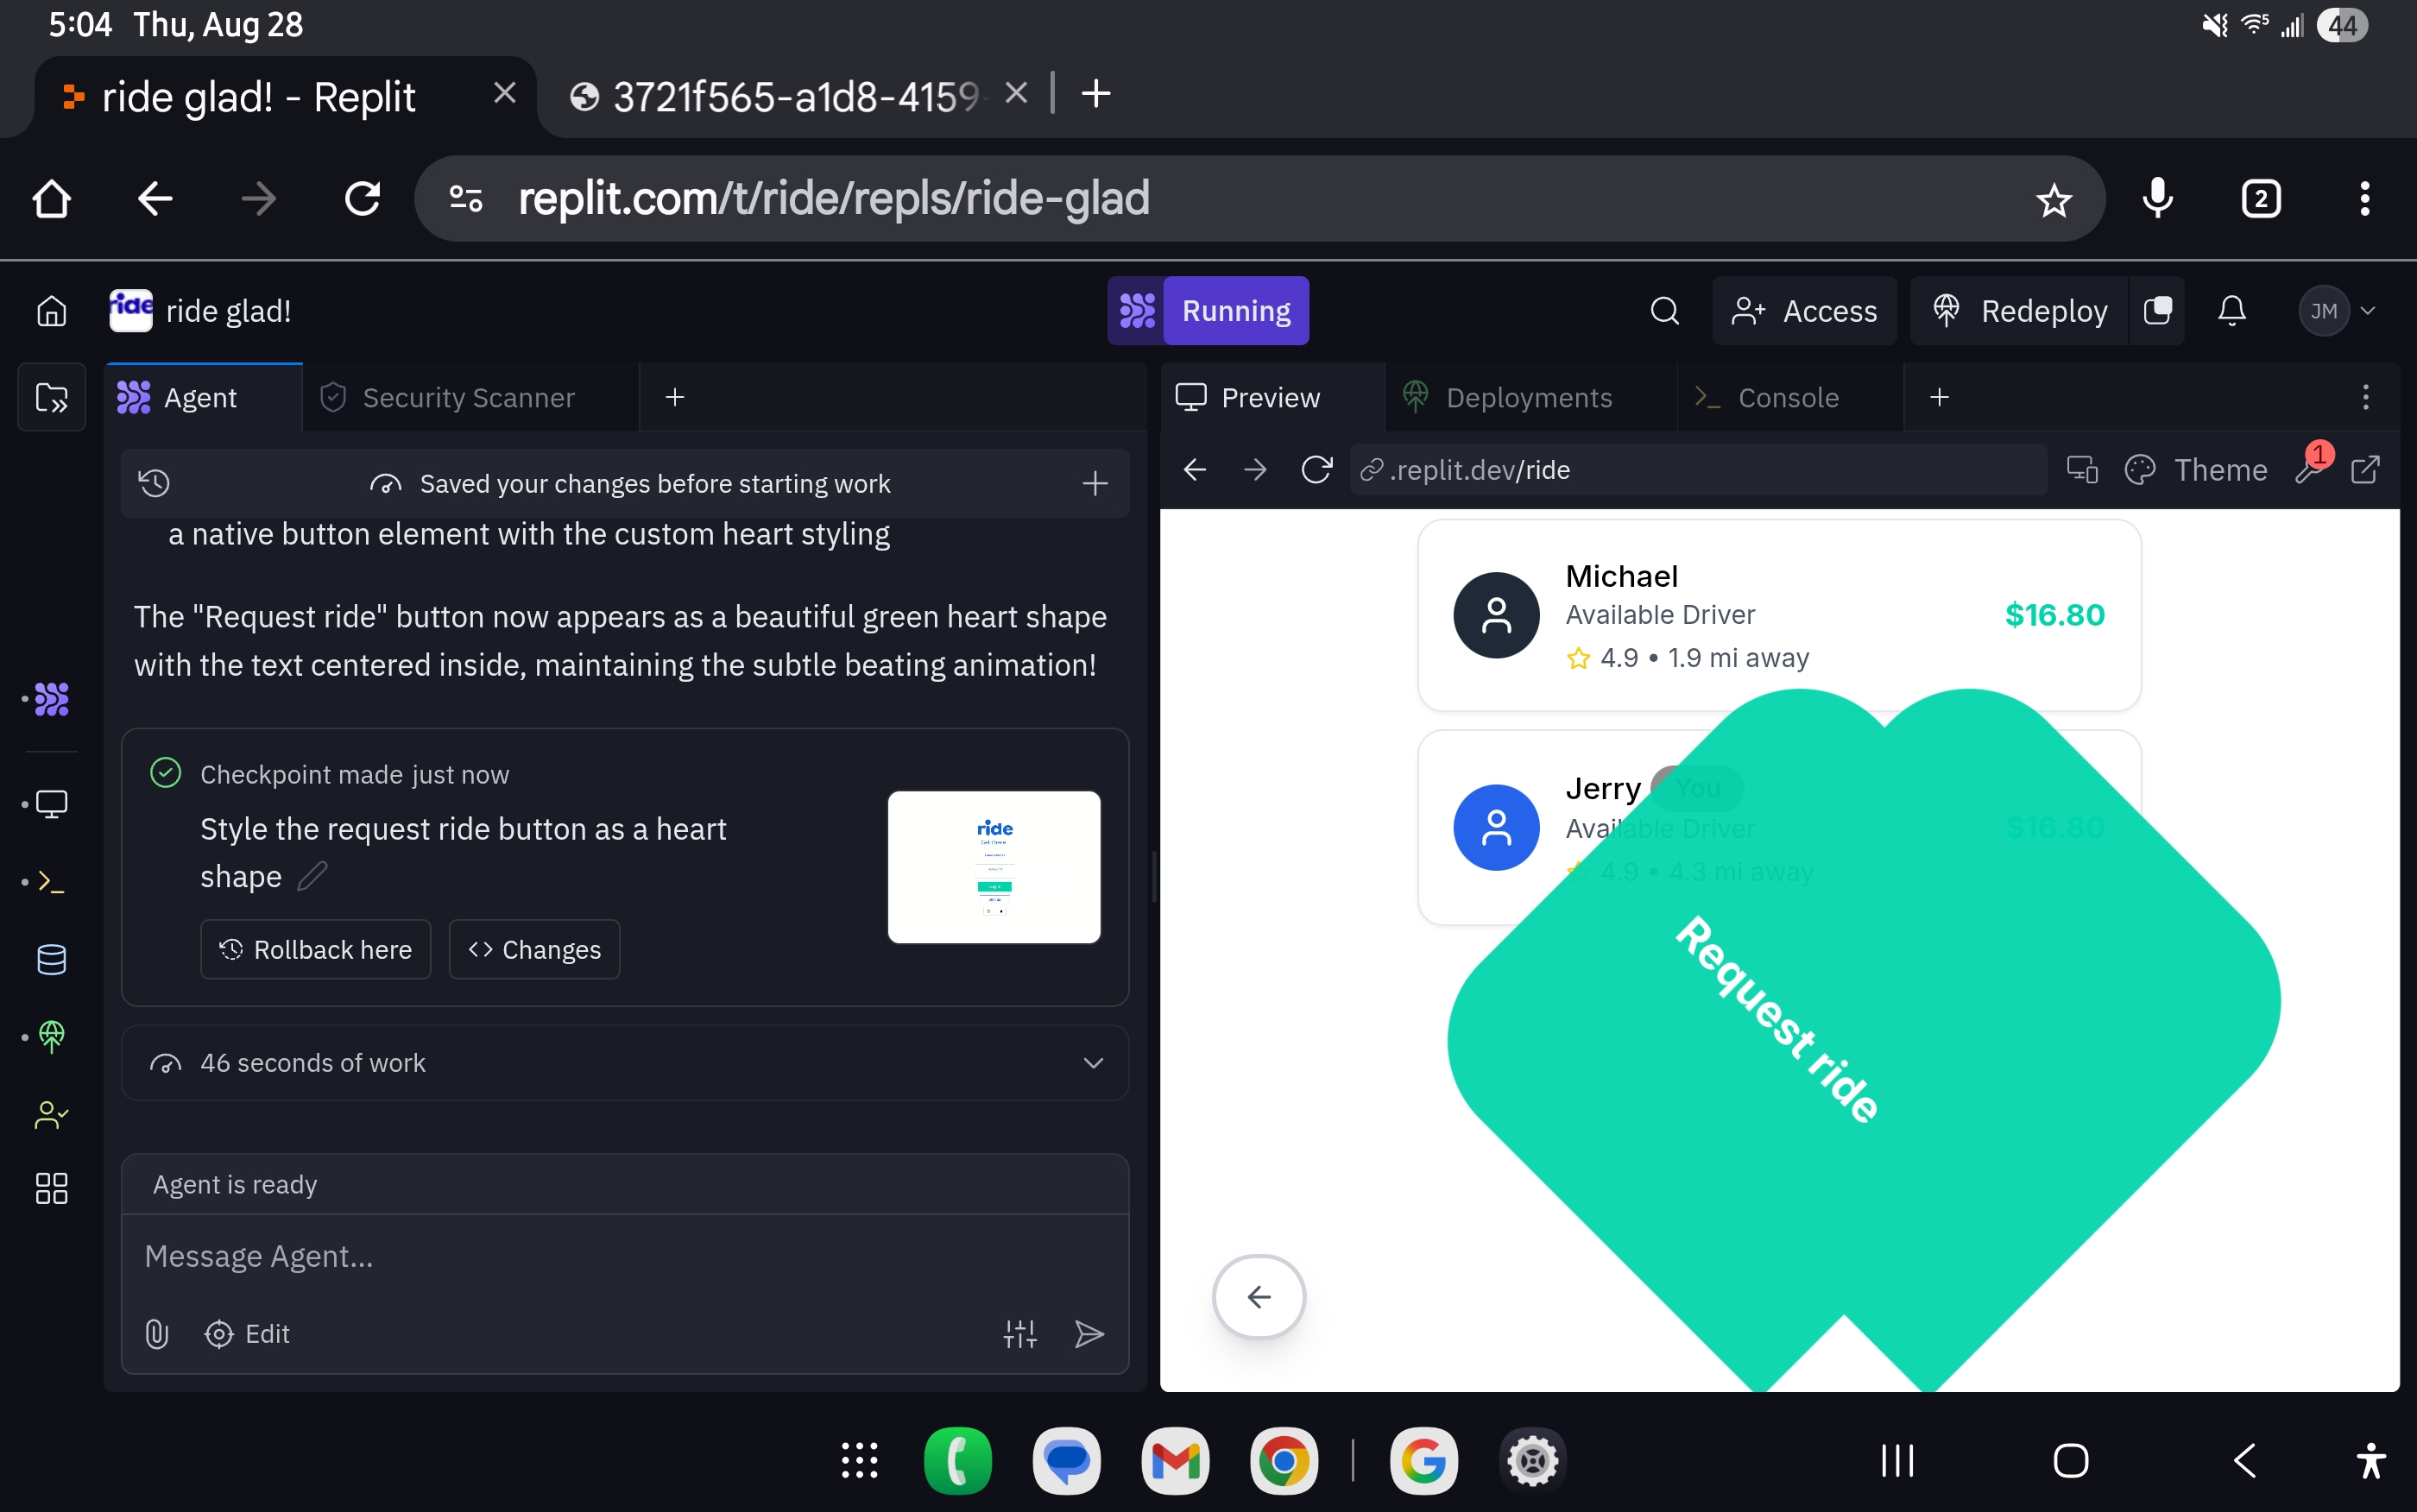 5:04 Thu, Aug 28
44
ride glad! - Replit
3721f565-a1d8-4159-
replit.com/t/ride/repls/ride-glad
2
ride
ride glad!
Running
Access
Redeploy
JM
Agent
Security Scanner
Preview
Deployments
Console
Saved your changes before starting work
.replit.dev/ride
Theme
1
a native button element with the custom heart styling
The "Request ride" button now appears as a beautiful green heart shape
with the text centered inside, maintaining the subtle beating animation!
Checkpoint made just now
Style the request ride button as a heart
shape
ride
Rollback here
Changes
46 seconds of work
Agent is ready
Message Agent...
Edit
Michael
Available Driver
$16.80
4.9 • 1.9 mi away
Jerry You
Available Driver
$16.80
4.9 • 4.3 mi away
Request ride